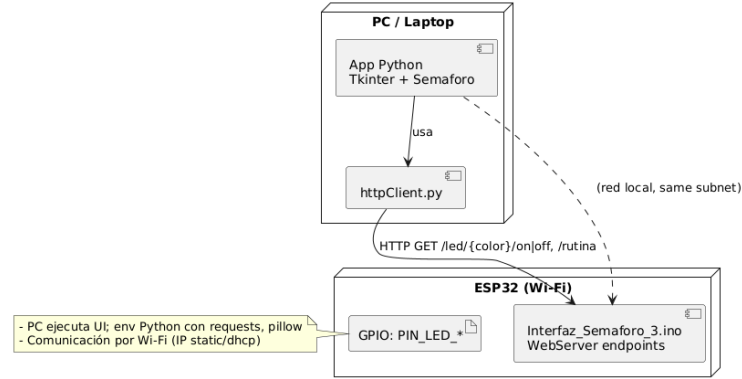 PC / Laptop
App Python
Tkinter + Semaforo
usa
httpClient.py
(red local, same subnet)
HTTP GET /led/{color}/on|off, /rutina
ESP32 (Wi-Fi)
- PC ejecuta UI; env Python con requests, pillow
- Comunicación por Wi-Fi (IP static/dhcp)
GPIO: PIN_LED_*
Interfaz_Semaforo_3.ino
WebServer endpoints